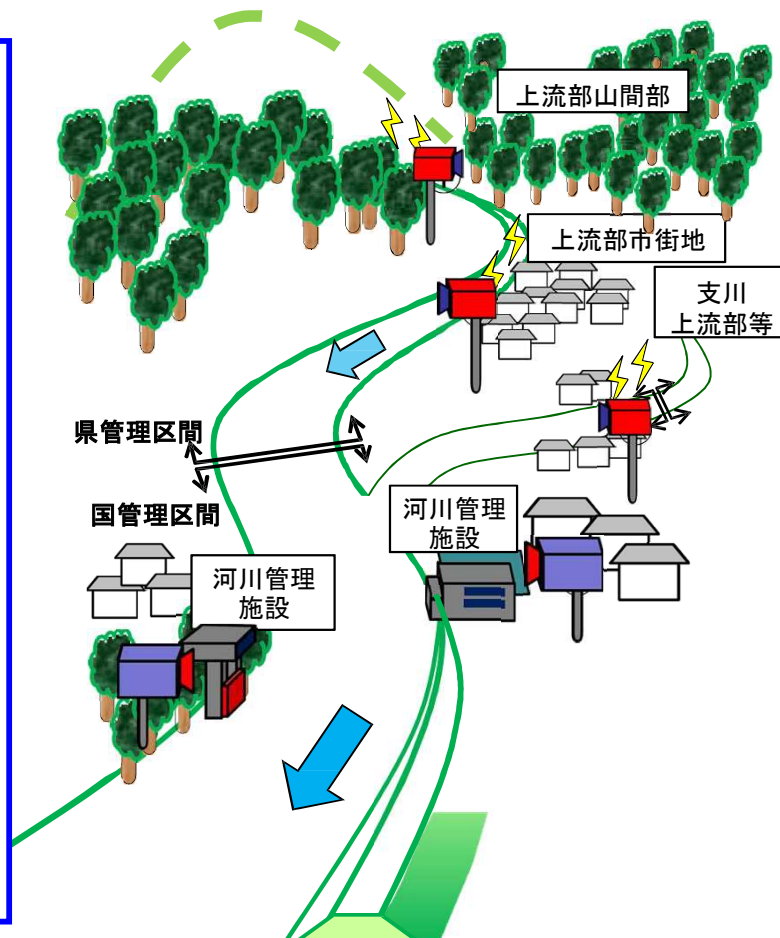 上流部山間部
上流部市街地
支川
上流部等
県管理区間
国管理区間
河川管理
施設
河川管理
施設